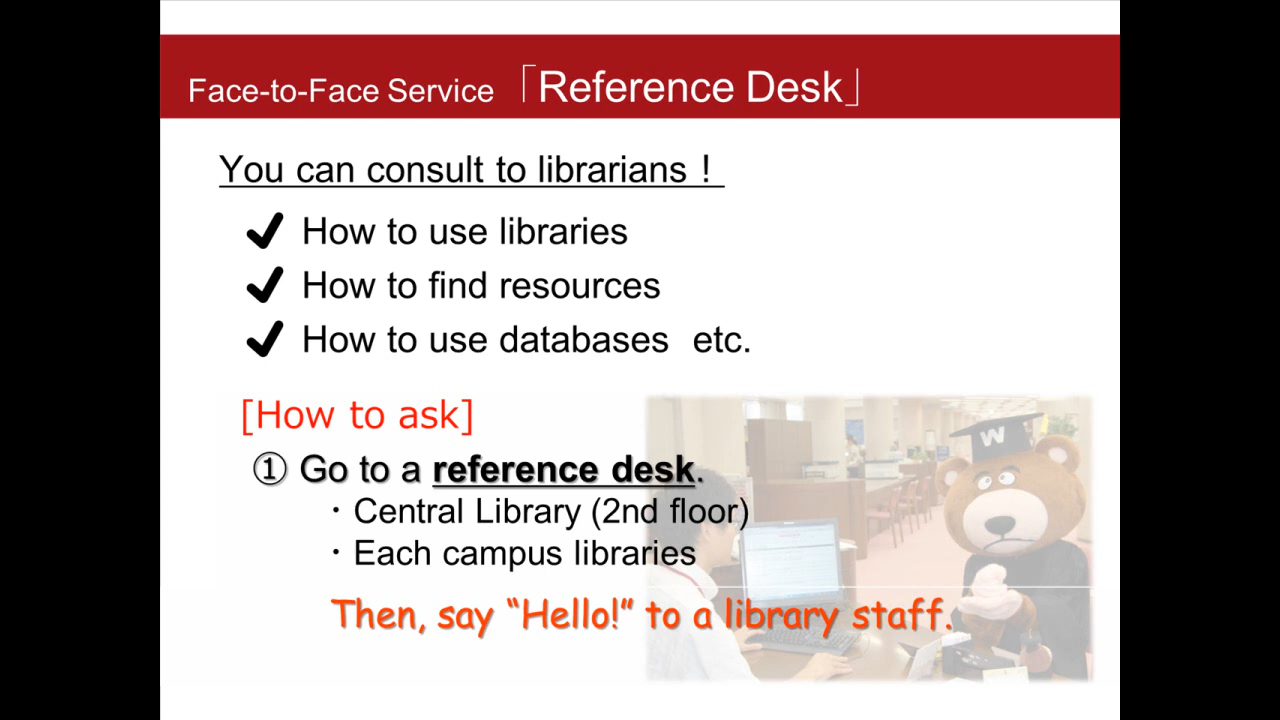 Face-to-Face Service「Reference Desk」
You can consult to librarians！
✔ How to use libraries
✔ How to find resources
✔ How to use databases etc.
[How to ask]
① Go to a reference desk.
・Central Library (2nd floor)
・Each campus libraries
Then, say “Hello!” to a library staff.
W